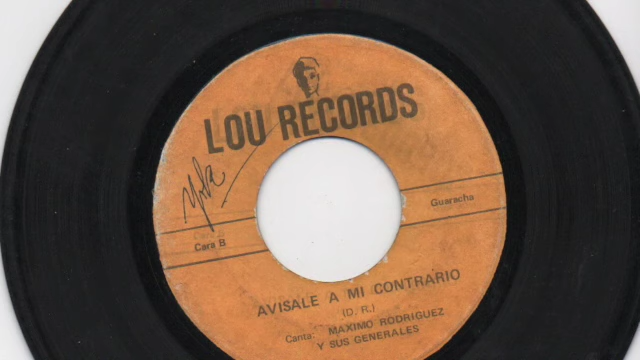 LOU RECORDS
Guaracha
Cara B
AVISALE A MI CONTRARIO
(D. R.)
Canta: MAXIMO RODRIGUEZ
Y SUS GENERALES